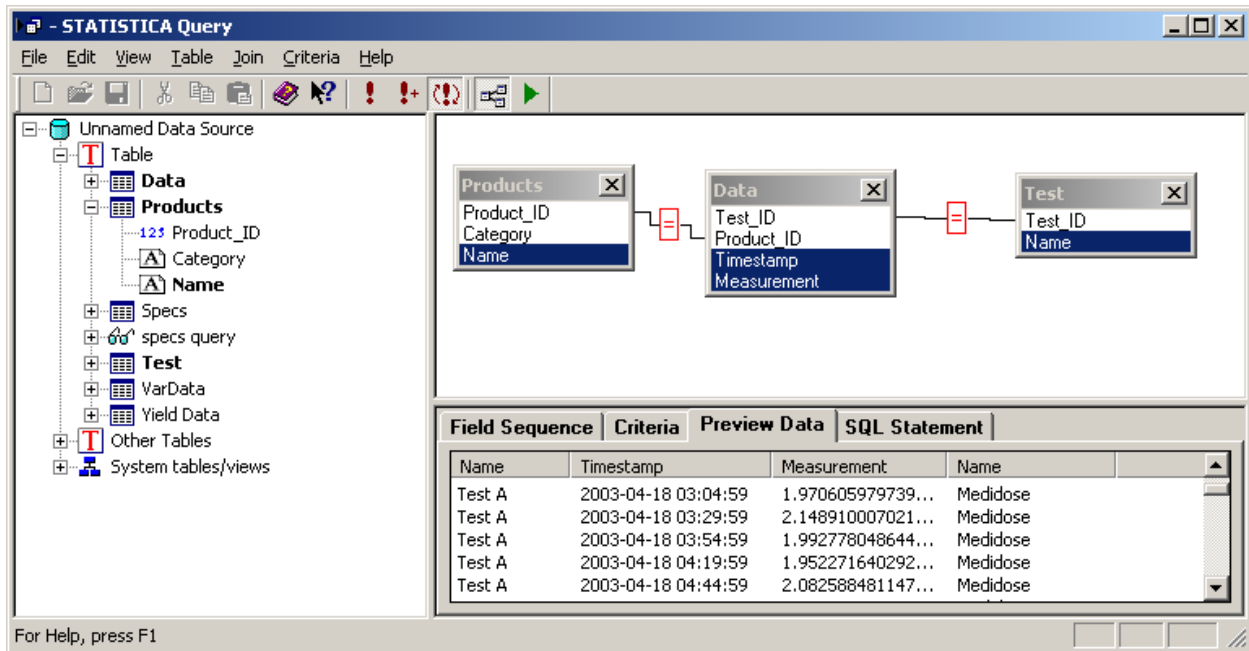 - STATISTICA Query
File Edit View Table Join Criteria Help
Unnamed Data Source
T Table
Data
Products
123 Product_ID
A Category
A Name
Specs
specs query
Test
VarData
Yield Data
T Other Tables
System tables/views
Products
Product_ID
Category
Name
=
Data
Test_ID
Product_ID
Timestamp
Measurement
=
Test
Test_ID
Name
Field Sequence Criteria Preview Data SQL Statement
Name Timestamp Measurement Name
Test A 2003-04-18 03:04:59 1.970605979739... Medidose
Test A 2003-04-18 03:29:59 2.148910007021... Medidose
Test A 2003-04-18 03:54:59 1.992778048644... Medidose
Test A 2003-04-18 04:19:59 1.952271640292... Medidose
Test A 2003-04-18 04:44:59 2.082588481147... Medidose
For Help, press F1